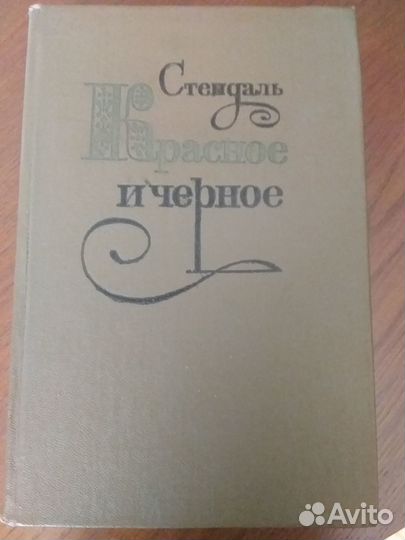 Стендаль
Красное
и черное
Avito